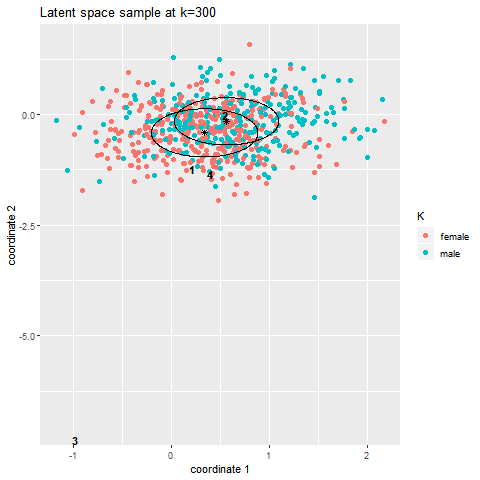 Latent space sample at k=300
coordinate 2
0.0
-2.5
-5.0
2
1
4
3
-1
0
1
2
coordinate 1
K
female
male